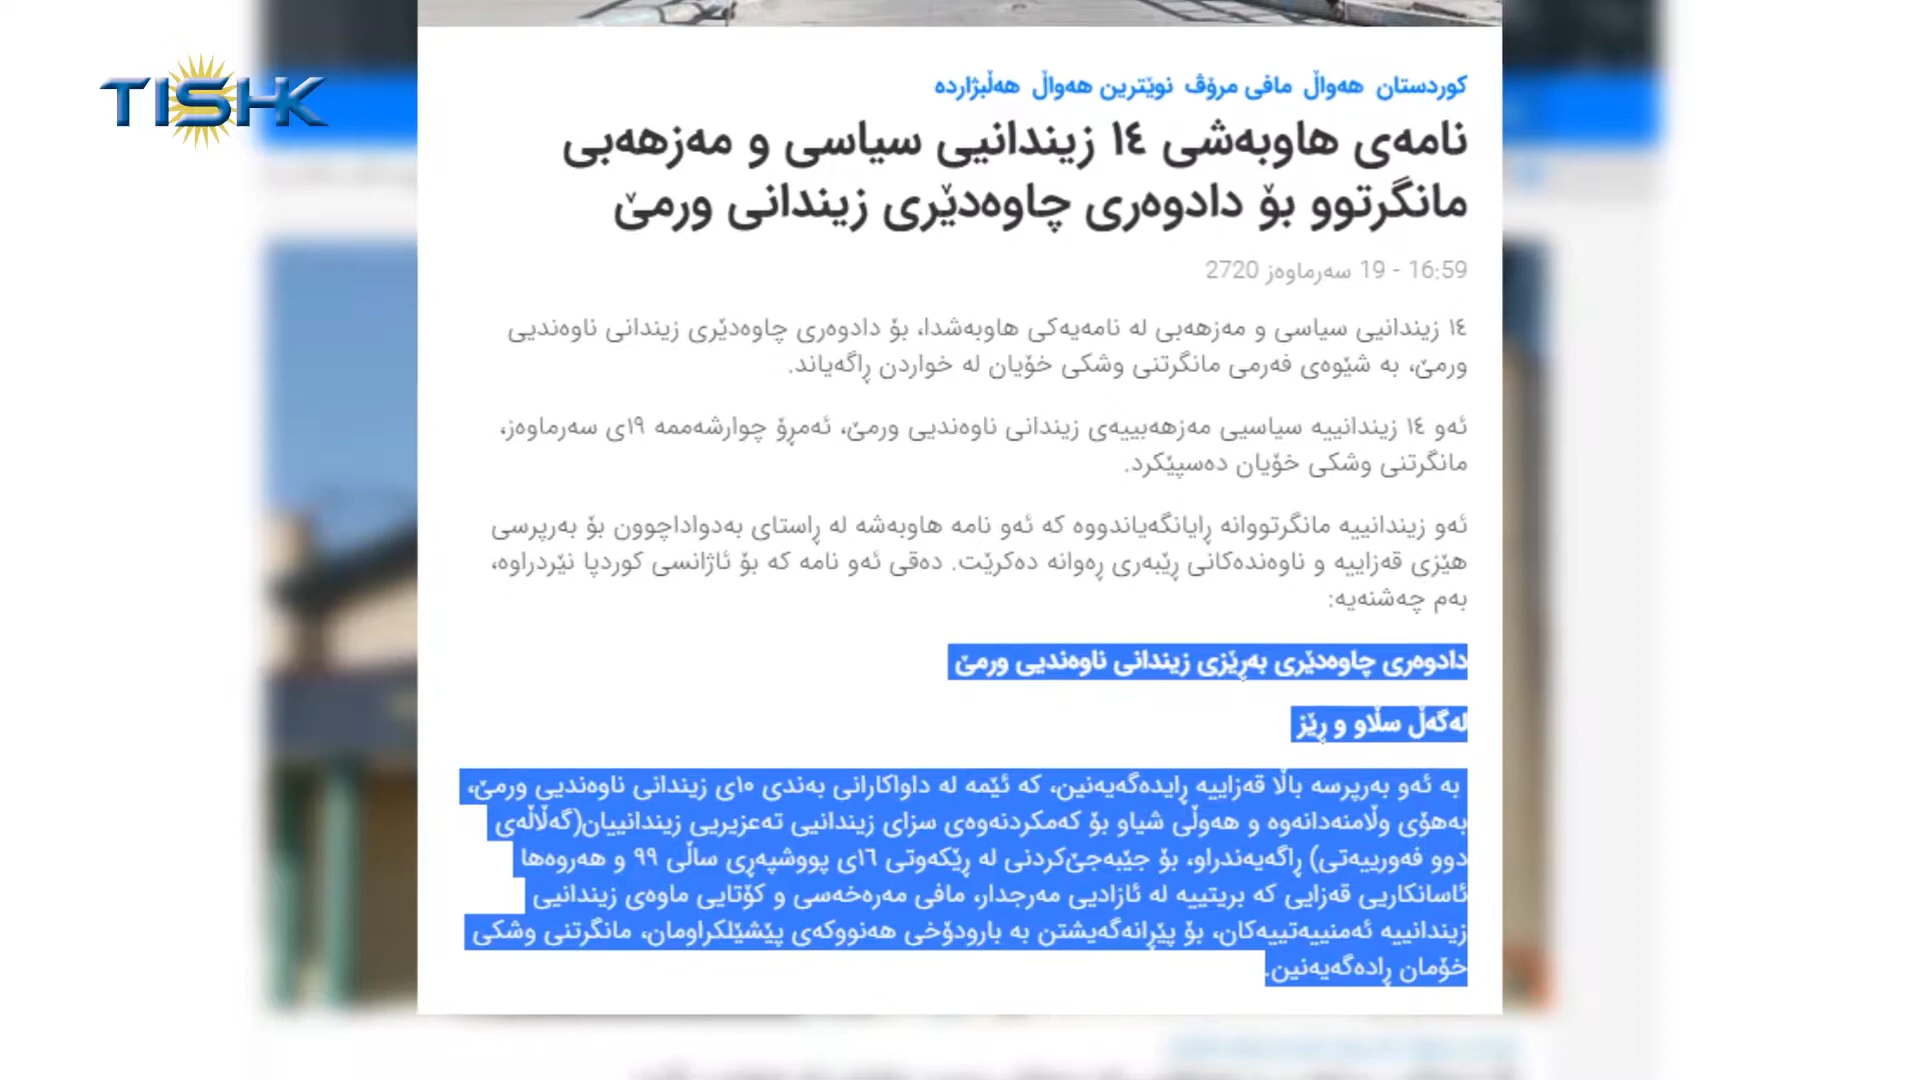 TISHK
کوردستان هەواڵ مافی مرۆڤ نوێترین هەواڵ هەڵبژاردە
نامەی هاوبەشی ١٤ زیندانیی سیاسی و مەزهەبی
مانگرتوو بۆ دادوەری چاوەدێری زیندانی ورمێ
16:59 - 19 سەرماوەز 2720
١٤ زیندانیی سیاسی و مەزهەبی لە نامەیەکی هاوبەشدا، بۆ دادوەری چاوەدێری زیندانی ناوەندیی
ورمێ، بە شێوەی فەرمی مانگرتنی وشکی خۆیان لە خواردن ڕاگەیاند.
ئەو ١٤ زیندانییە سیاسیی مەزهەبییەی زیندانی ناوەندیی ورمێ، ئەمڕۆ چوارشەممە ١٩ی سەرماوەز،
مانگرتنی وشکی خۆیان دەسپێکرد.
ئەو زیندانییە مانگرتووانە ڕایانگەیاندووە کە ئەو نامە هاوبەشە لە ڕاستای بەدواداچوون بۆ بەرپرسی
هێزی قەزاییە و ناوەندەکانی ڕێبەری ڕەوانە دەکرێت. دەقی ئەو نامە کە بۆ ئاژانسی کوردپا نێردراوە،
بەم چەشنەیە:
دادوەری چاوەدێری بەڕێزی زیندانی ناوەندیی ورمێ
لەگەڵ سڵاو و ڕێز
بە ئەو بەرپرسە باڵا قەزاییە ڕایدەگەیەنین، کە ئێمە لە داواکارانی بەندی ١٠ی زیندانی ناوەندیی ورمێ،
بەهۆی وڵامنەدانەوە و هەوڵی شیاو بۆ کەمکردنەوەی سزای زیندانیی تەعزیریی زیندانییان(گەڵاڵەی
دوو فەورییەتی) ڕاگەیەندراو، بۆ جێبەجێ‌کردنی لە ڕێکەوتی ١٦ی پووشپەڕی ساڵی ٩٩ و هەروەها
ئاسانکاریی قەزایی کە بریتییە لە ئازادیی مەرجدار، مافی مەرەخەسی و کۆتایی ماوەی زیندانیی
زیندانییە ئەمنییەتییەکان، بۆ پێڕانەگەیشتن بە بارودۆخی هەنووکەی پێشێلکراومان، مانگرتنی وشکی
خۆمان ڕادەگەیەنین.